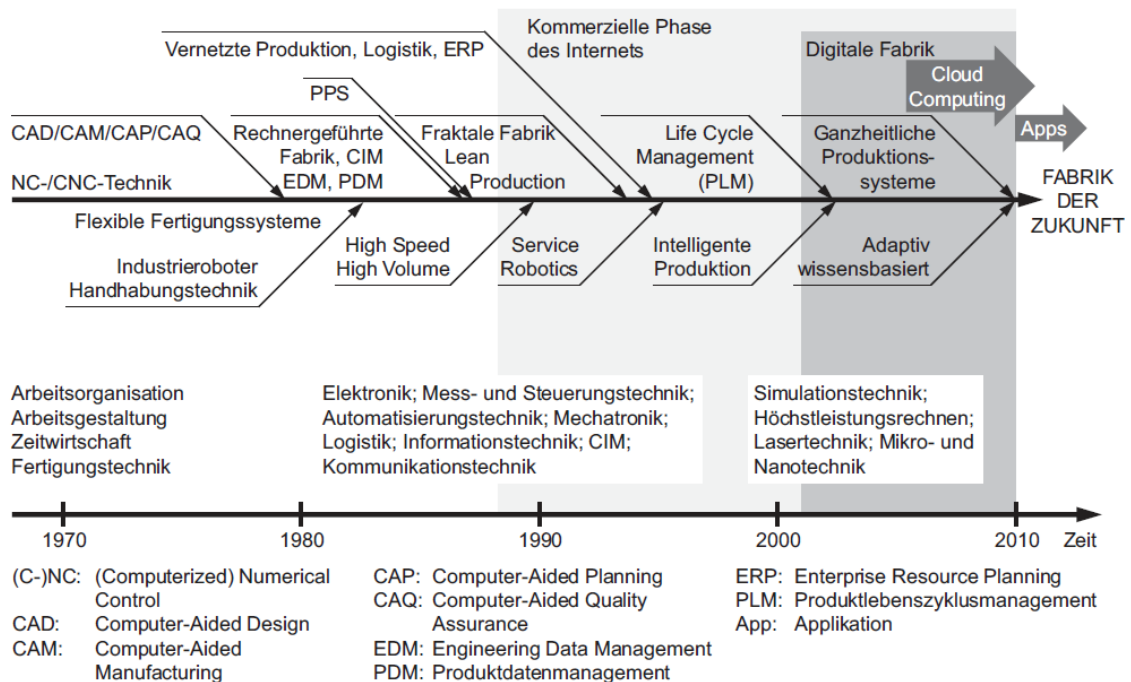 Kommerzielle Phase
des Internets
Vernetzte Produktion, Logistik, ERP
Digitale Fabrik
Cloud
Computing
PPS
Apps
CAD/CAM/CAP/CAQ
NC-/CNC-Technik
Rechnergeführte
Fabrik, CIM
EDM, PDM
Fraktale Fabrik
Lean
Production
Life Cycle
Management
(PLM)
Ganzheitliche
Produktions-
systeme
FABRIK
DER
ZUKUNFT
Flexible Fertigungssysteme
Industrieroboter
Handhabungstechnik
High Speed
High Volume
Service
Robotics
Intelligente
Produktion
Adaptiv
wissensbasiert
Arbeitsorganisation
Arbeitsgestaltung
Zeitwirtschaft
Fertigungstechnik
Elektronik; Mess- und Steuerungstechnik;
Automatisierungstechnik; Mechatronik;
Logistik; Informationstechnik; CIM;
Kommunikationstechnik
Simulationstechnik;
Höchstleistungsrechnen;
Lasertechnik; Mikro- und
Nanotechnik
1970 1980 1990 2000 2010 Zeit
(C-)NC: (Computerized) Numerical
Control
CAD: Computer-Aided Design
CAM: Computer-Aided
Manufacturing
CAP: Computer-Aided Planning
CAQ: Computer-Aided Quality
Assurance
EDM: Engineering Data Management
PDM: Produktdatenmanagement
ERP: Enterprise Resource Planning
PLM: Produktlebenszyklusmanagement
App: Applikation